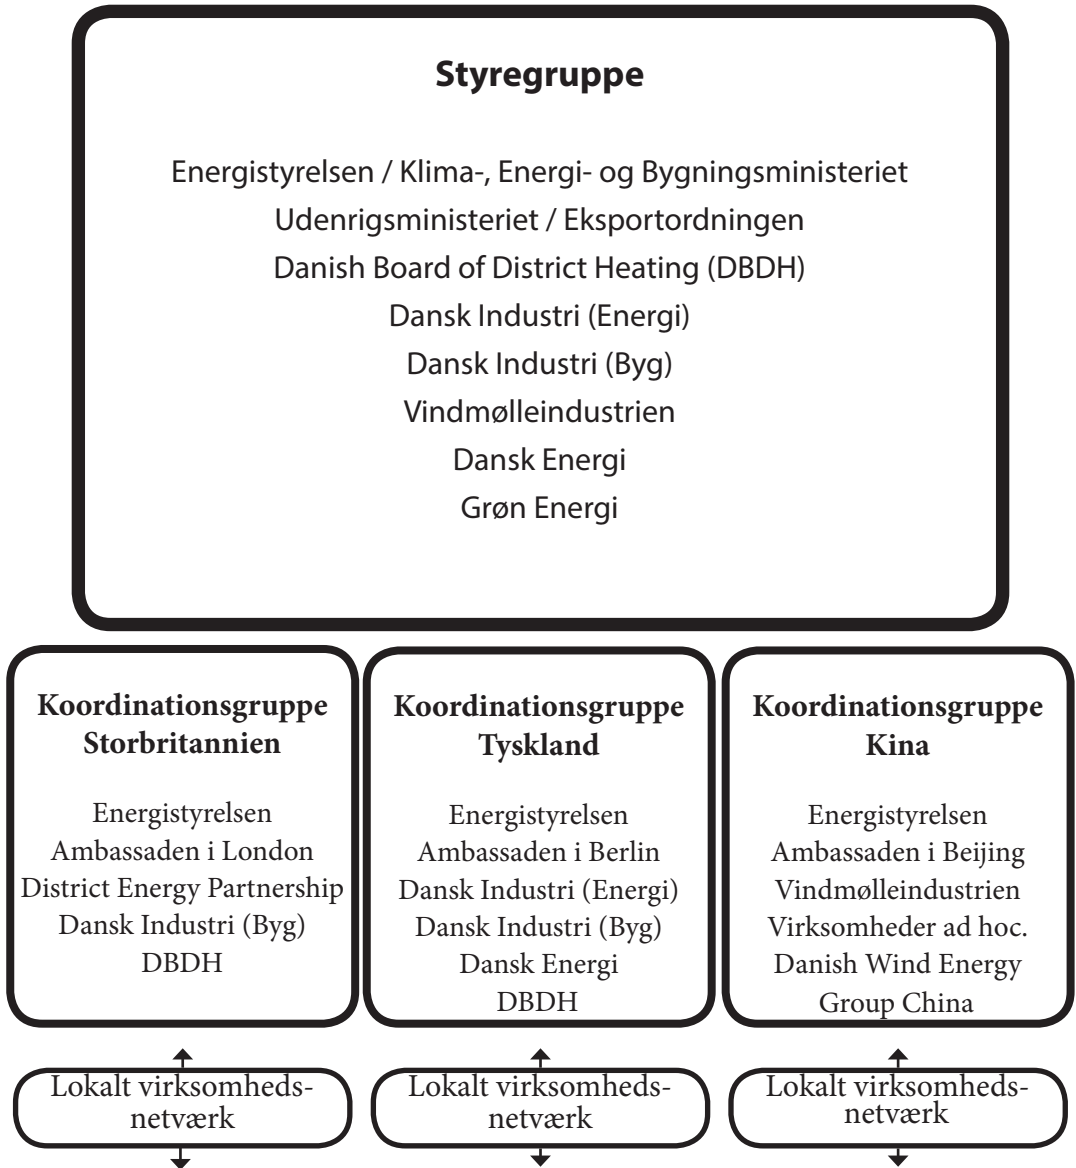 Styregruppe
Energistyrelsen / Klima-, Energi- og Bygningsministeriet
Udenrigsministeriet / Eksportordningen
Danish Board of District Heating (DBDH)
Dansk Industri (Energi)
Dansk Industri (Byg)
Vindmølleindustrien
Dansk Energi
Grøn Energi
Koordinationsgruppe
Storbritannien
Energistyrelsen
Ambassaden i London
District Energy Partnership
Dansk Industri (Byg)
DBDH
Koordinationsgruppe
Tyskland
Energistyrelsen
Ambassaden i Berlin
Dansk Industri (Energi)
Dansk Industri (Byg)
Dansk Energi
DBDH
Koordinationsgruppe
Kina
Energistyrelsen
Ambassaden i Beijing
Vindmølleindustrien
Virksomheder ad hoc.
Danish Wind Energy
Group China
Lokalt virksomheds-
netværk
Lokalt virksomheds-
netværk
Lokalt virksomheds-
netværk